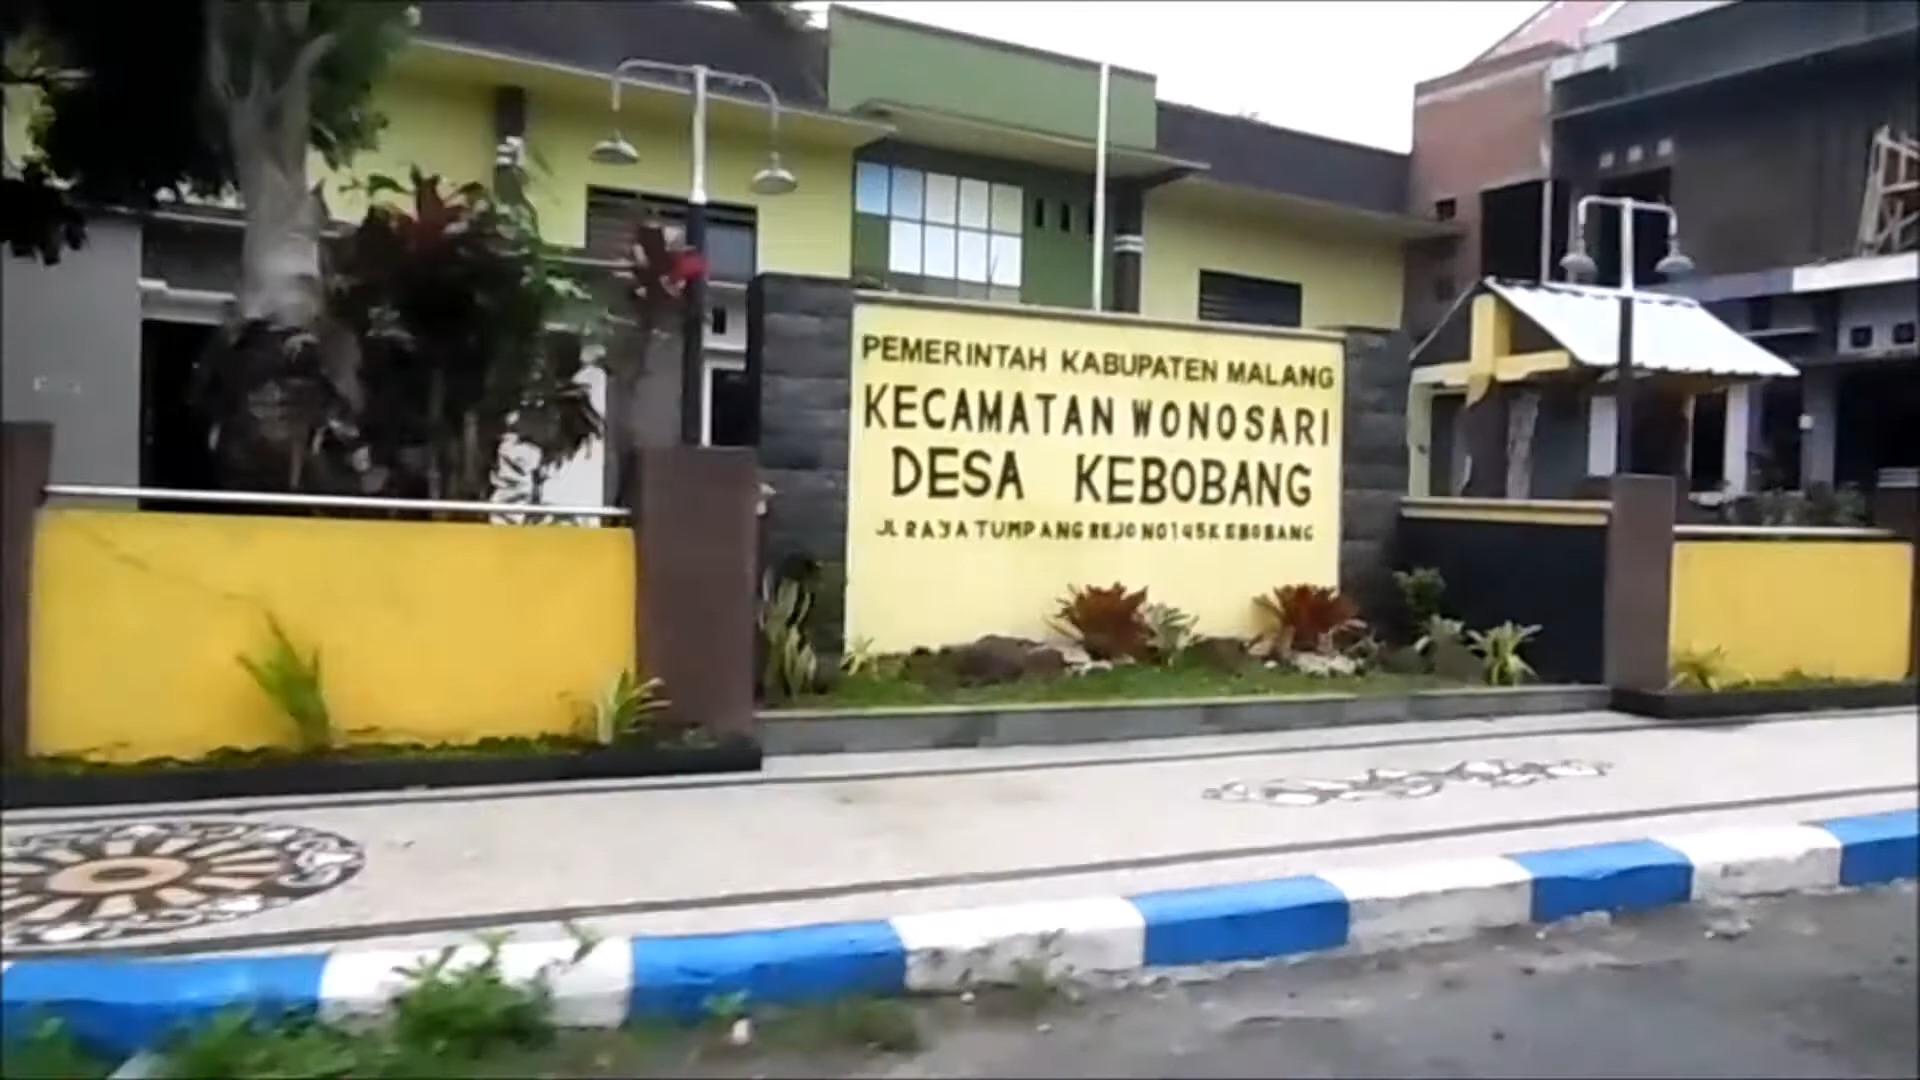 PEMERINTAH KABUPATEN MALANG
KECAMATAN WONOSARI
DESA KEBOBANG
JL RAYA TUMPANG REJO NO 145 KEBOBANG